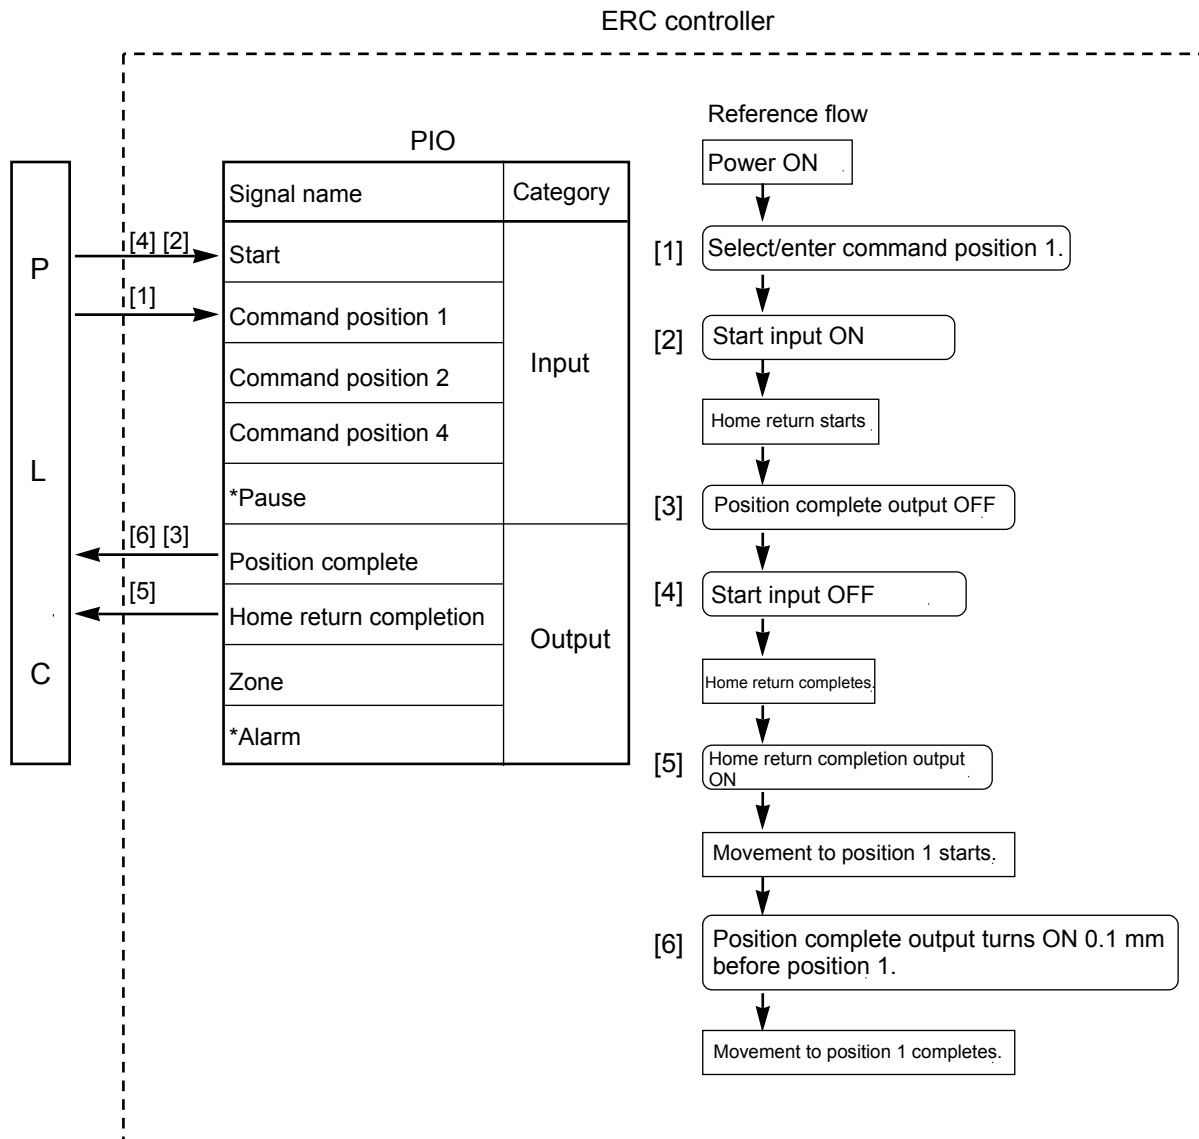 ERC controller
PIO
Signal name Category
Start
Command position 1
Command position 2
Command position 4
*Pause
Input
Position complete
Home return completion
Zone
*Alarm
Output
P
L
C
[4] [2]
[1]
[6] [3]
[5]
Reference flow
Power ON
[1] Select/enter command position 1.
[2] Start input ON
Home return starts
[3] Position complete output OFF
[4] Start input OFF
Home return completes.
[5] Home return completion output
ON
Movement to position 1 starts.
[6] Position complete output turns ON 0.1 mm
before position 1.
Movement to position 1 completes.